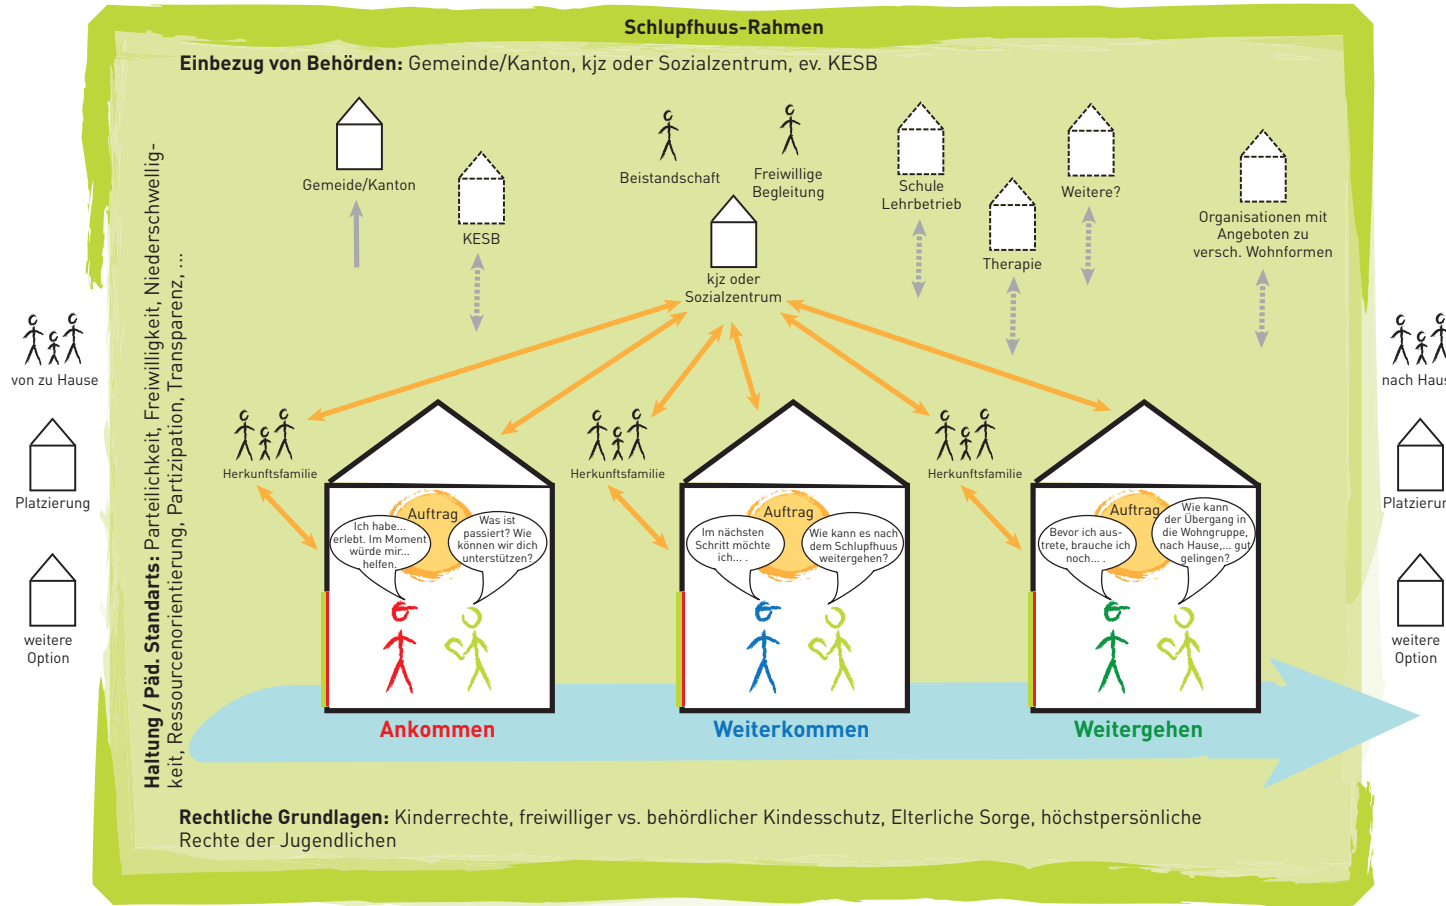 Schlupfhuus-Rahmen
Einbezug von Behörden: Gemeinde/Kanton, kjz oder Sozialzentrum, ev. KESB
Haltung / Päd. Standarts: Parteilichkeit, Freiwilligkeit, Niederschwellig-
keit, Ressourcenorientierung, Partizipation, Transparenz, ...
Gemeide/Kanton
KESB
Beistandschaft
Freiwillige
Begleitung
kjz oder
Sozialzentrum
Schule
Lehrbetrieb
Therapie
Weitere?
Organisationen mit
Angeboten zu
versch. Wohnformen
von zu Hause
Platzierung
weitere
Option
Herkunftsfamilie
Auftrag
Ich habe...
erlebt. Im Moment
würde mir...
helfen.
Was ist
passiert? Wie
können wir dich
unterstützen?
Ankommen
Herkunftsfamilie
Auftrag
Im nächsten
Schritt möchte
ich... .
Wie kann es nach
dem Schlupfhuus
weitergehen?
Weiterkommen
Herkunftsfamilie
Auftrag
Bevor ich aus-
trete, brauche ich
noch... .
Wie kann
der Übergang in
die Wohngruppe,
nach Hause,... gut
gelingen?
Weitergehen
nach Haus
Platzierun
weitere
Option
Rechtliche Grundlagen: Kinderrechte, freiwilliger vs. behördlicher Kindesschutz, Elterliche Sorge, höchstpersönliche
Rechte der Jugendlichen